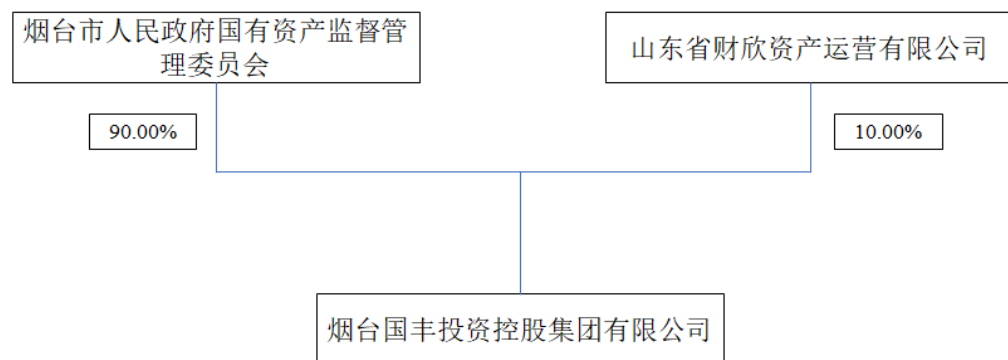 烟台市人民政府国有资产监督管
理委员会
山东省财欣资产运营有限公司
90.00%
10.00%
烟台国丰投资控股集团有限公司